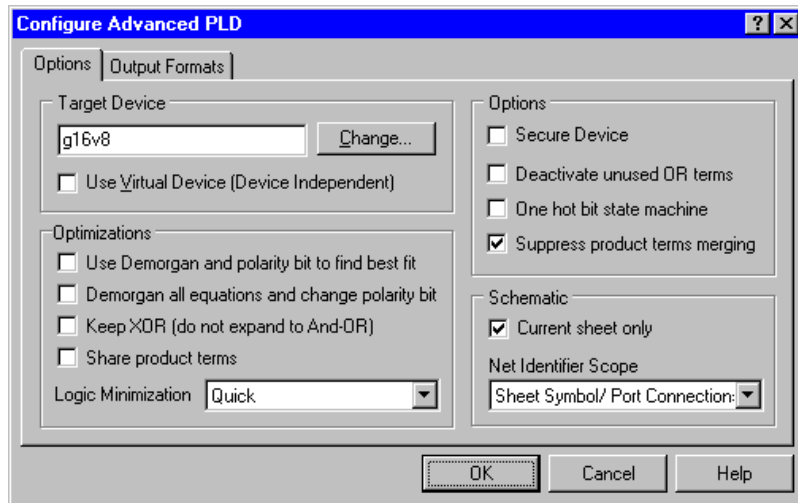 Configure Advanced PLD
Options
Output Formats
Target Device
g16v8
Change...
Use Virtual Device (Device Independent)
Optimizations
Use Demorgan and polarity bit to find best fit
Demorgan all equations and change polarity bit
Keep XOR (do not expand to And-OR)
Share product terms
Logic Minimization
Quick
Options
Secure Device
Deactivate unused OR terms
One hot bit state machine
Suppress product terms merging
Schematic
Current sheet only
Net Identifier Scope
Sheet Symbol/ Port Connection
OK
Cancel
Help